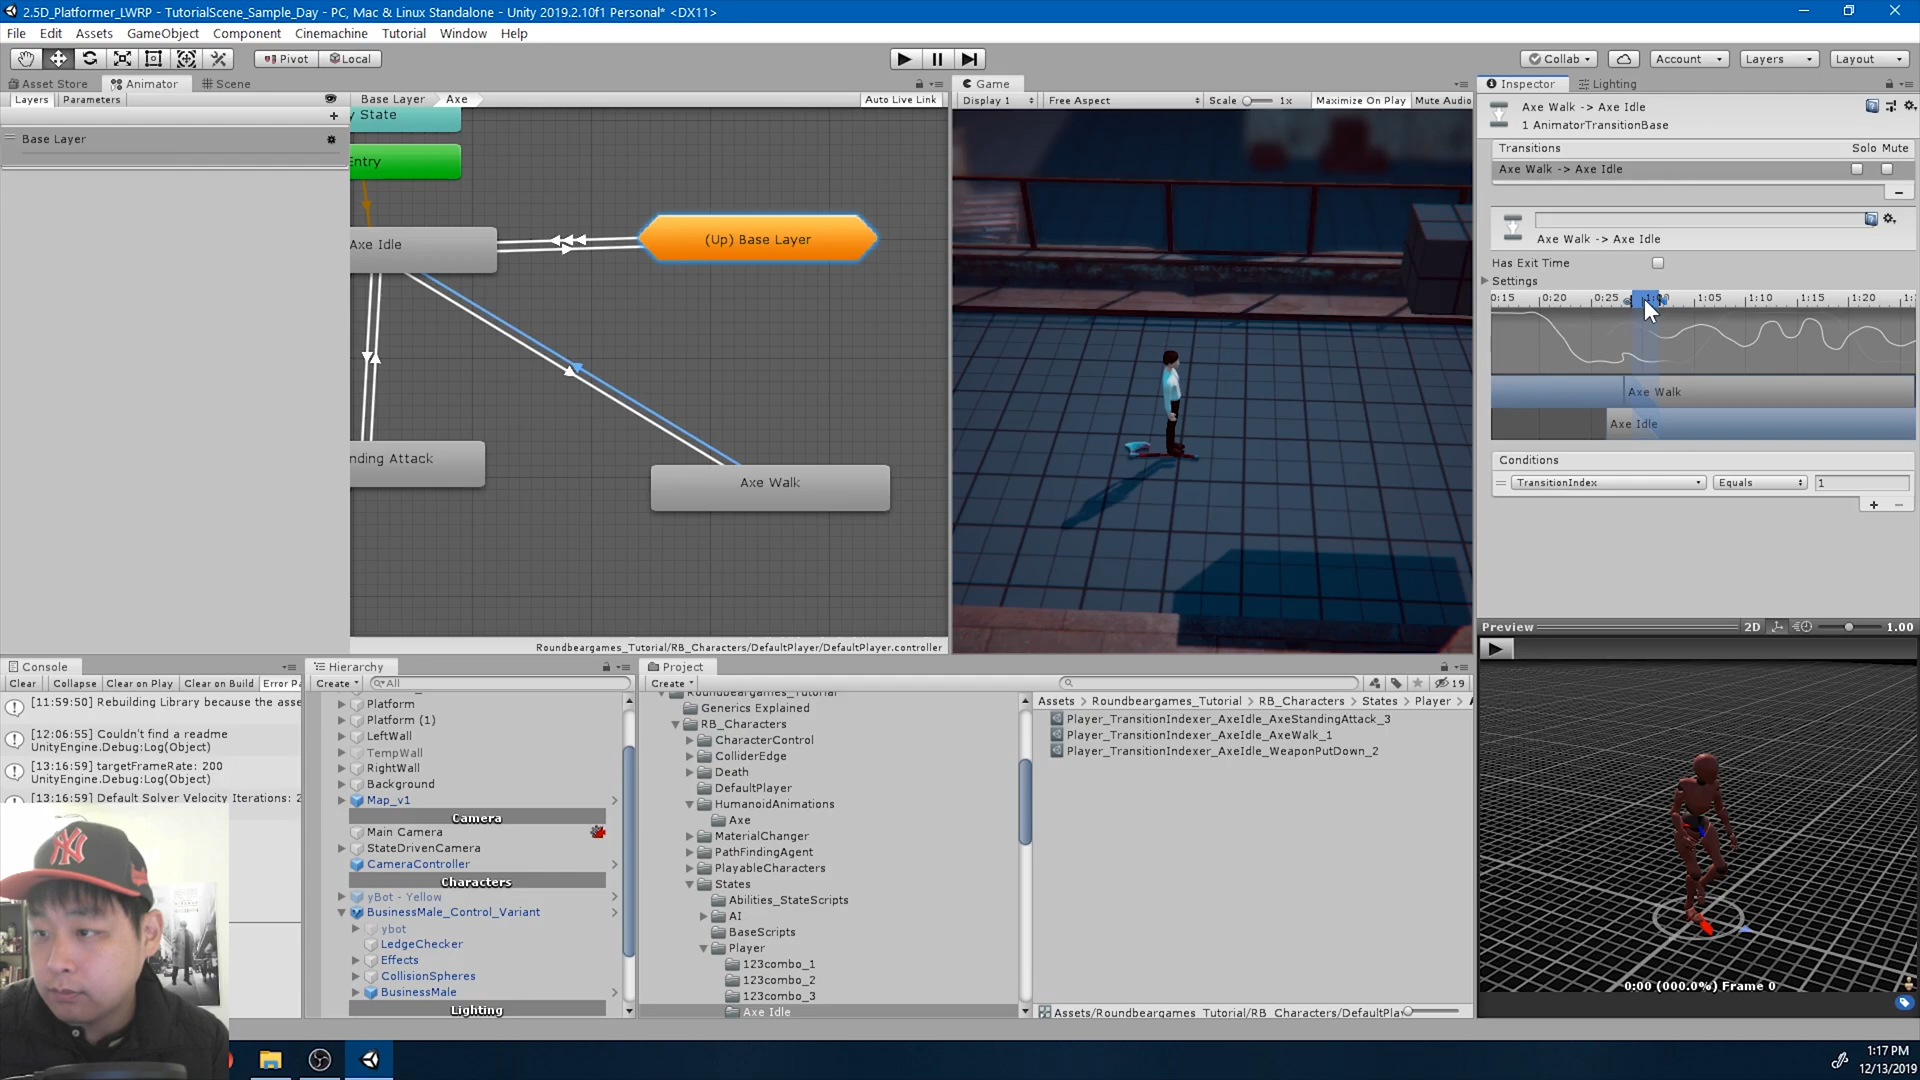 2.5D_Platformer_LWRP - TutorialScene_Sample_Day - PC, Mac & Linux Standalone - Unity 2019.2.10f1 Personal* <DX11>
File Edit Assets GameObject Component Cinemachine Tutorial Window Help
Pivot Local
Collab Account Layers Layout
Asset Store Animator Scene
Layers Parameters
Base Layer
Base Layer Axe
Auto Live Link
y State
Entry
Axe Idle
(Up) Base Layer
nding Attack
Axe Walk
Roundbeargames_Tutorial/RB_Characters/DefaultPlayer/DefaultPlayer.controller
Game
Display 1 Free Aspect Scale 1x Maximize On Play Mute Audio
Inspector Lighting
Axe Walk -> Axe Idle
1 AnimatorTransitionBase
Transitions Solo Mute
Axe Walk -> Axe Idle
Axe Walk -> Axe Idle
Has Exit Time
Settings
0:15 0:20 0:25 1:00 1:05 1:10 1:15 1:20
Axe Walk
Axe Idle
Conditions
TransitionIndex Equals 1
Preview 2D 1.00
0:00 (000.0%) Frame 0
Console
Clear Collapse Clear on Play Clear on Build Error Pa
[11:59:50] Rebuilding Library because the asse
[12:06:55] Couldn't find a readme
UnityEngine.Debug:Log(Object)
[13:16:59] targetFrameRate: 200
UnityEngine.Debug:Log(Object)
[13:16:59] Default Solver Velocity Iterations: 2
Hierarchy
Create All
Platform
Platform (1)
LeftWall
TempWall
RightWall
Background
Map_v1
Camera
Main Camera
StateDrivenCamera
CameraController
Characters
yBot - Yellow
BusinessMale_Control_Variant
ybot
LedgeChecker
Effects
CollisionSpheres
BusinessMale
Lighting
Project
Create 19
Roundbeargames_Tutorial
Generics Explained
RB_Characters
CharacterControl
ColliderEdge
Death
DefaultPlayer
HumanoidAnimations
Axe
MaterialChanger
PathFindingAgent
PlayableCharacters
States
Abilities_StateScripts
AI
BaseScripts
Player
123combo_1
123combo_2
123combo_3
Axe Idle
Assets Roundbeargames_Tutorial RB_Characters States Player
Player_TransitionIndexer_AxeIdle_AxeStandingAttack_3
Player_TransitionIndexer_AxeIdle_AxeWalk_1
Player_TransitionIndexer_AxeIdle_WeaponPutDown_2
Assets/Roundbeargames_Tutorial/RB_Characters/DefaultPlay
1:17 PM
12/13/2019